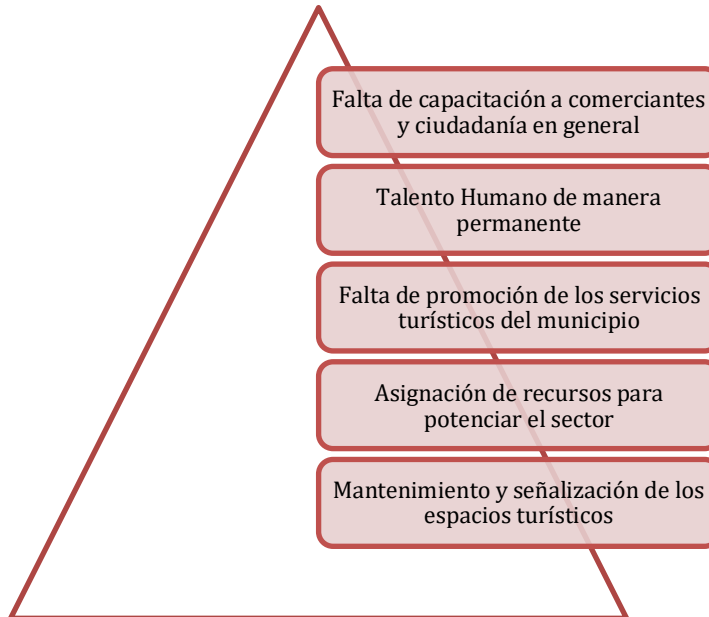 Falta de capacitación a comerciantes
y ciudadanía en general
Talento Humano de manera
permanente
Falta de promoción de los servicios
turísticos del municipio
Asignación de recursos para
potenciar el sector
Mantenimiento y señalización de los
espacios turísticos